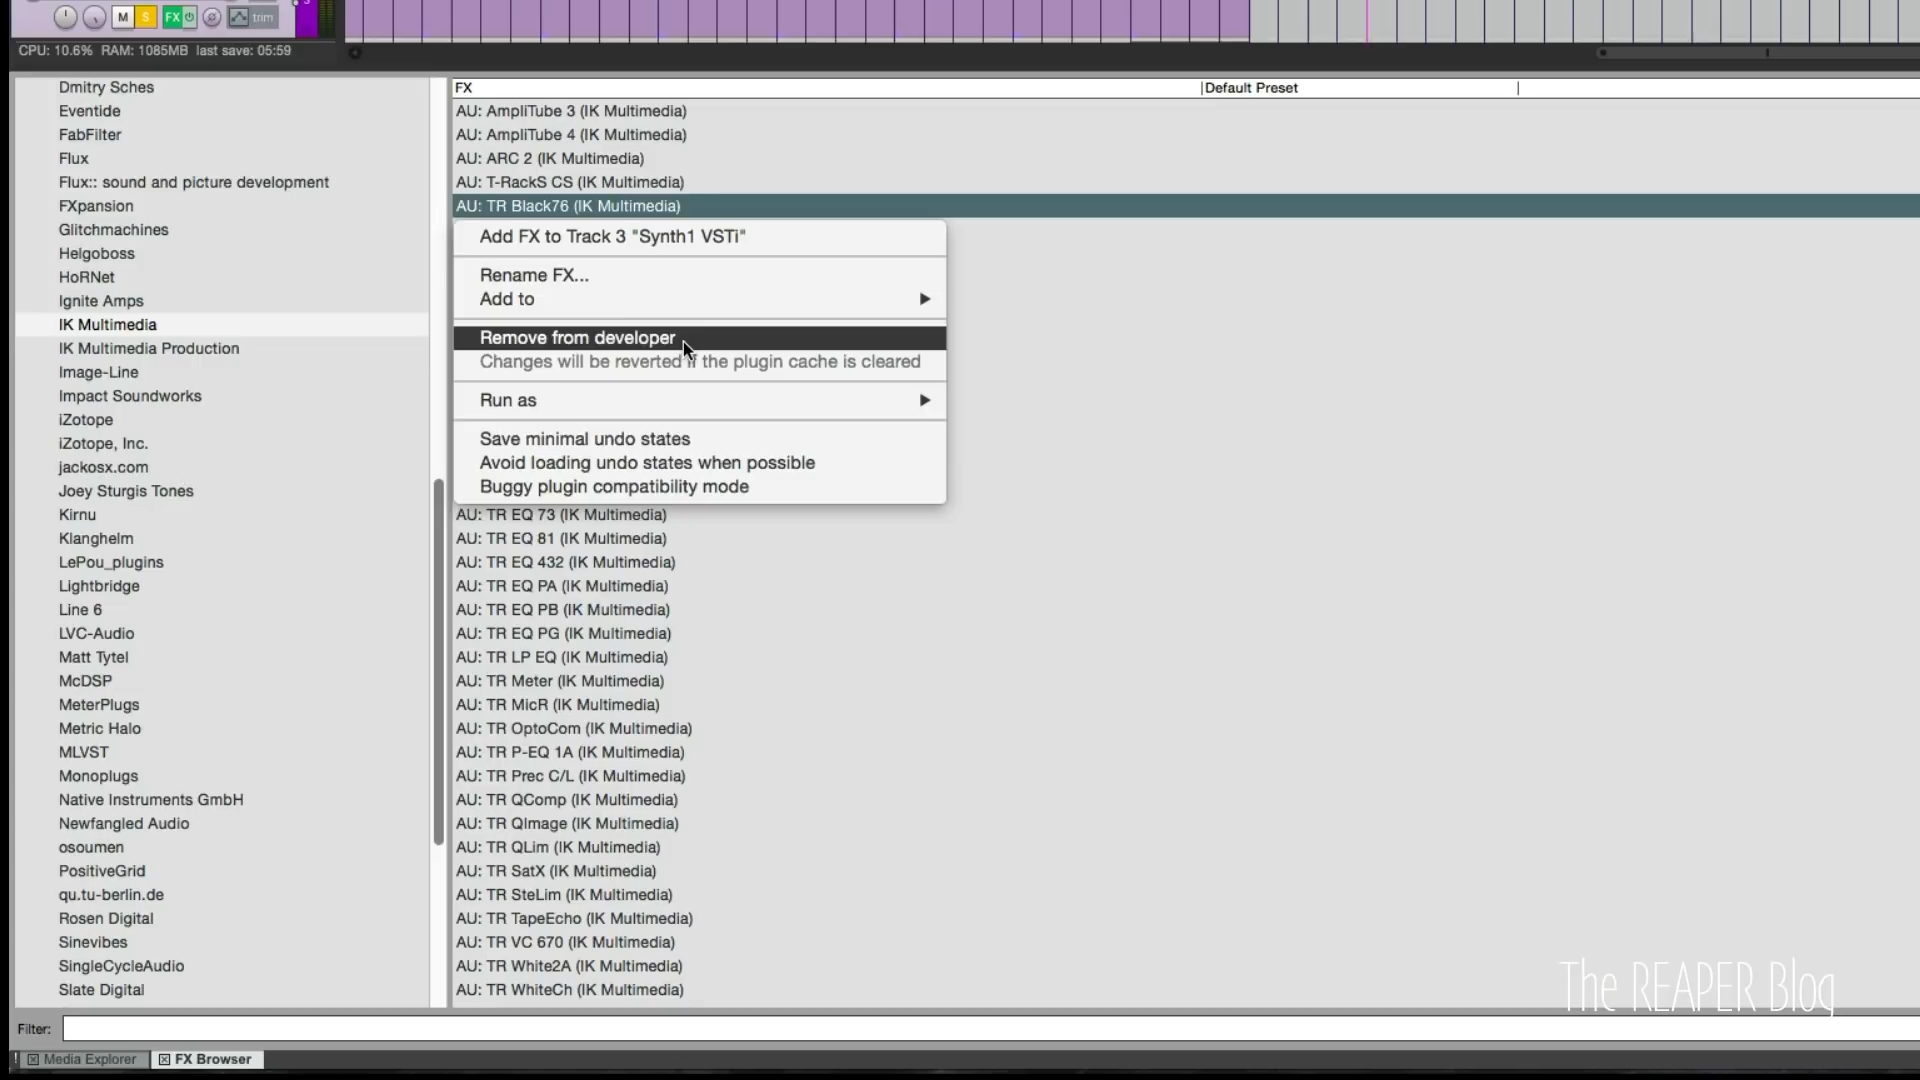 M S FX trim
CPU: 10.6% RAM: 1085MB last save: 05:59
Dmitry Sches
Eventide
FabFilter
Flux
Flux:: sound and picture development
FXpansion
Glitchmachines
Helgoboss
HoRNet
Ignite Amps
IK Multimedia
IK Multimedia Production
Image-Line
Impact Soundworks
iZotope
iZotope, Inc.
jackosx.com
Joey Sturgis Tones
Kirnu
Klanghelm
LePou_plugins
Lightbridge
Line 6
LVC-Audio
Matt Tytel
McDSP
MeterPlugs
Metric Halo
MLVST
Monoplugs
Native Instruments GmbH
Newfangled Audio
osoumen
PositiveGrid
qu.tu-berlin.de
Rosen Digital
Sinevibes
SingleCycleAudio
Slate Digital
FX Default Preset
AU: AmpliTube 3 (IK Multimedia)
AU: AmpliTube 4 (IK Multimedia)
AU: ARC 2 (IK Multimedia)
AU: T-RackS CS (IK Multimedia)
AU: TR Black76 (IK Multimedia)
Add FX to Track 3 "Synth1 VSTi"
Rename FX...
Add to
Remove from developer
Changes will be reverted if the plugin cache is cleared
Run as
Save minimal undo states
Avoid loading undo states when possible
Buggy plugin compatibility mode
AU: TR EQ 73 (IK Multimedia)
AU: TR EQ 81 (IK Multimedia)
AU: TR EQ 432 (IK Multimedia)
AU: TR EQ PA (IK Multimedia)
AU: TR EQ PB (IK Multimedia)
AU: TR EQ PG (IK Multimedia)
AU: TR LP EQ (IK Multimedia)
AU: TR Meter (IK Multimedia)
AU: TR MicR (IK Multimedia)
AU: TR OptoCom (IK Multimedia)
AU: TR P-EQ 1A (IK Multimedia)
AU: TR Prec C/L (IK Multimedia)
AU: TR QComp (IK Multimedia)
AU: TR QImage (IK Multimedia)
AU: TR QLim (IK Multimedia)
AU: TR SatX (IK Multimedia)
AU: TR SteLim (IK Multimedia)
AU: TR TapeEcho (IK Multimedia)
AU: TR VC 670 (IK Multimedia)
AU: TR White2A (IK Multimedia)
AU: TR WhiteCh (IK Multimedia)
The REAPER Blog
Filter:
! Media Explorer FX Browser